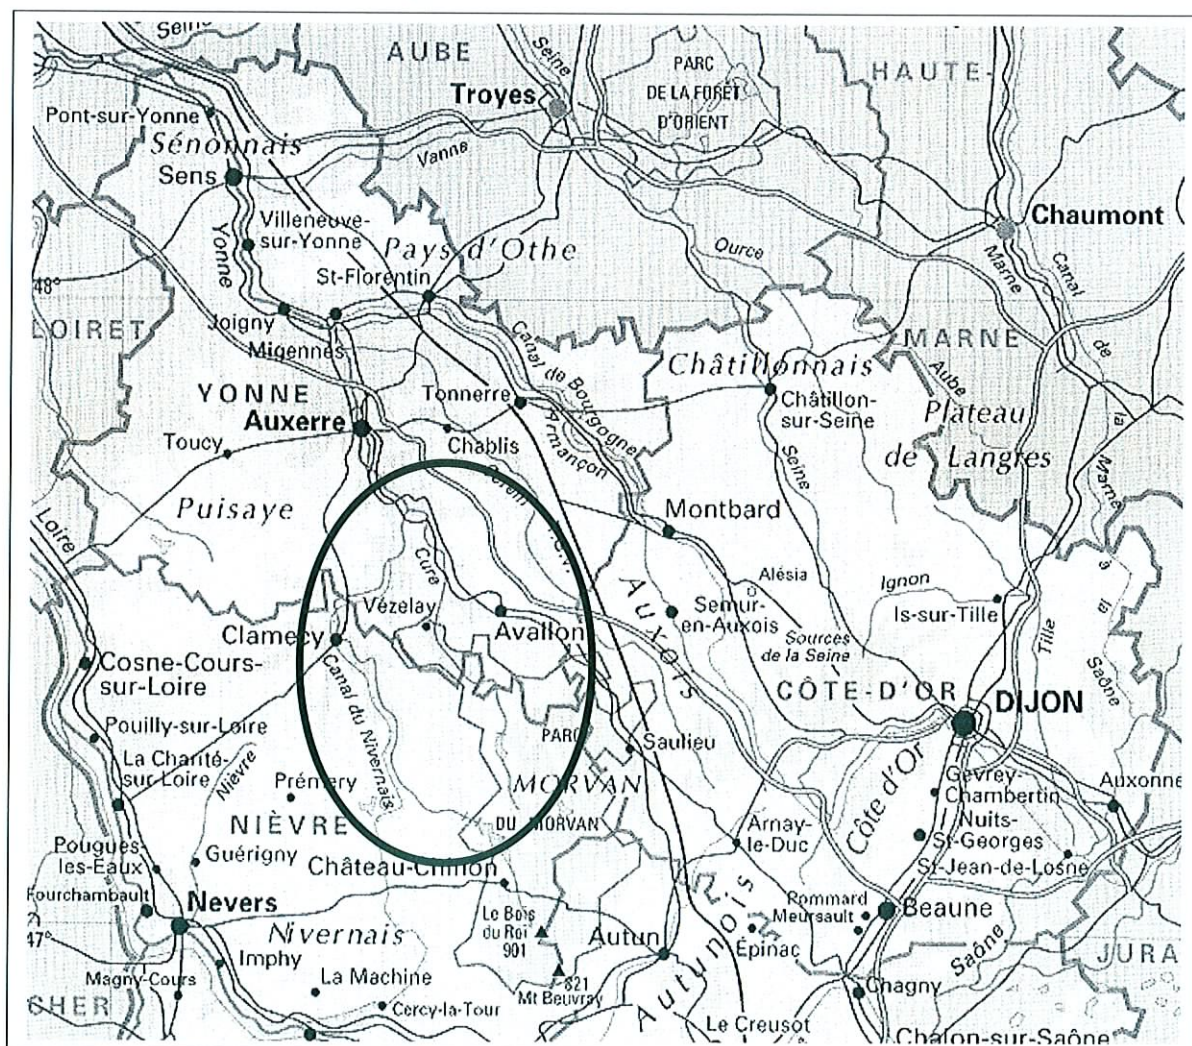 Seine
AUBE
Seine
PARC
DE LA FORÊT
D'ORIENT
HAUTE-
Troyes
Pont-sur-Yonne
Sénonnais
Vanne
Sens
Chaumont
Villeneuve-
sur-Yonne
Yonne
Pays d'Othe
Ource
Marne
Canal
de
la
Marne
à
la
Saône
48°
St-Florentin
LOIRET
Joigny
Migennes
MARNE
Canal de Bourgogne
Châtillonnais
Aube
YONNE
Tonnerre
Châtillon-
sur-Seine
Plateau
de Langres
Auxerre
Armançon
Toucy
Chablis
Serein
T.G.V.
Seine
Puisaye
Montbard
Loire
Cure
Alésia
Ignon
Auxois
Is-sur-Tille
Vézelay
Semur-
en-Auxois
Clamecy
Avallon
Sources
de la Seine
Tille
Cosne-Cours-
sur-Loire
Canal du Nivernais
CÔTE-D'OR
DIJON
Pouilly-sur-Loire
PARC
Saulieu
La Charité-
sur-Loire
Nièvre
Prémery
MORVAN
Côte d'Or
Gevrey-
Chambertin
Auxonne
NIÈVRE
DU MORVAN
Arnay-
le-Duc
Nuits-
St-Georges
Pougues-
les-Eaux
Guérigny
Château-Chinon
St-Jean-de-Losne
Fourchambault
Nevers
Le Bois
du Roi
901
Pommard
Meursault
Beaune
47°
Nivernais
Autun
Autunois
Épinac
Saône
JURA
Imphy
Magny-Cours
La Machine
821
Mt Beuvray
Chagny
CHER
Cercy-la-Tour
Le Creusot
Chalon-sur-Saône